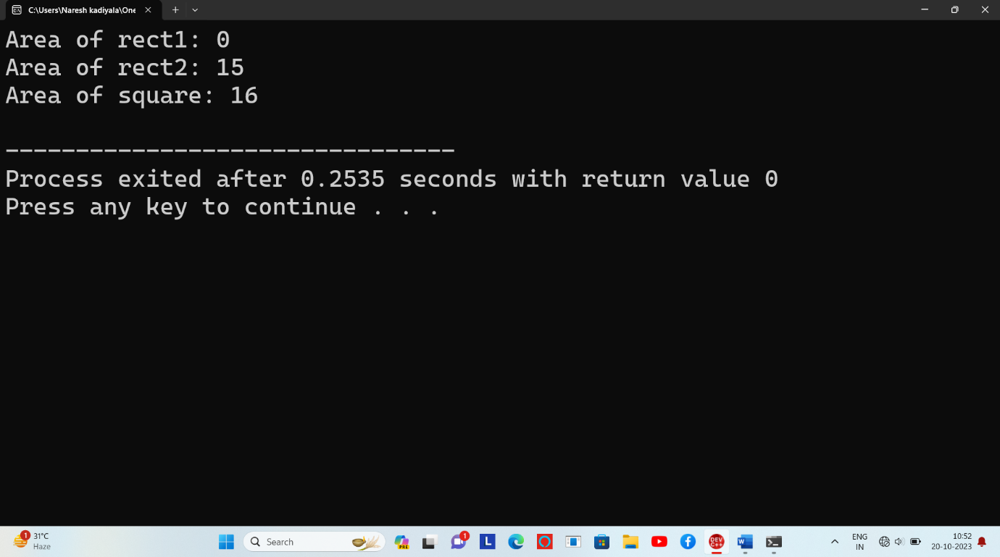 C:\Users\Naresh kadiyala\One
Area of rect1: 0
Area of rect2: 15
Area of square: 16
--------------------------------
Process exited after 0.2535 seconds with return value 0
Press any key to continue . . .
1
31°C
Haze
Search
PRE
1
L
DEV
C++
W
ENG
IN
10:52
20-10-2023